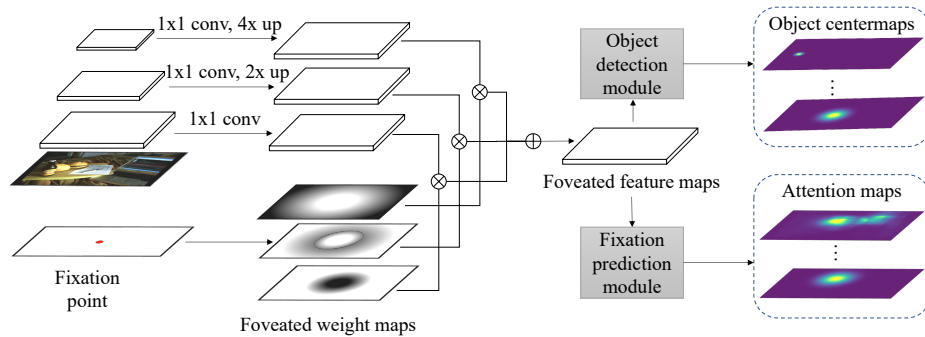 1x1 conv, 4x up
1x1 conv, 2x up
1x1 conv
Fixation
point
Foveated weight maps
Object
detection
module
Foveated feature maps
Fixation
prediction
module
Object centermaps
Attention maps